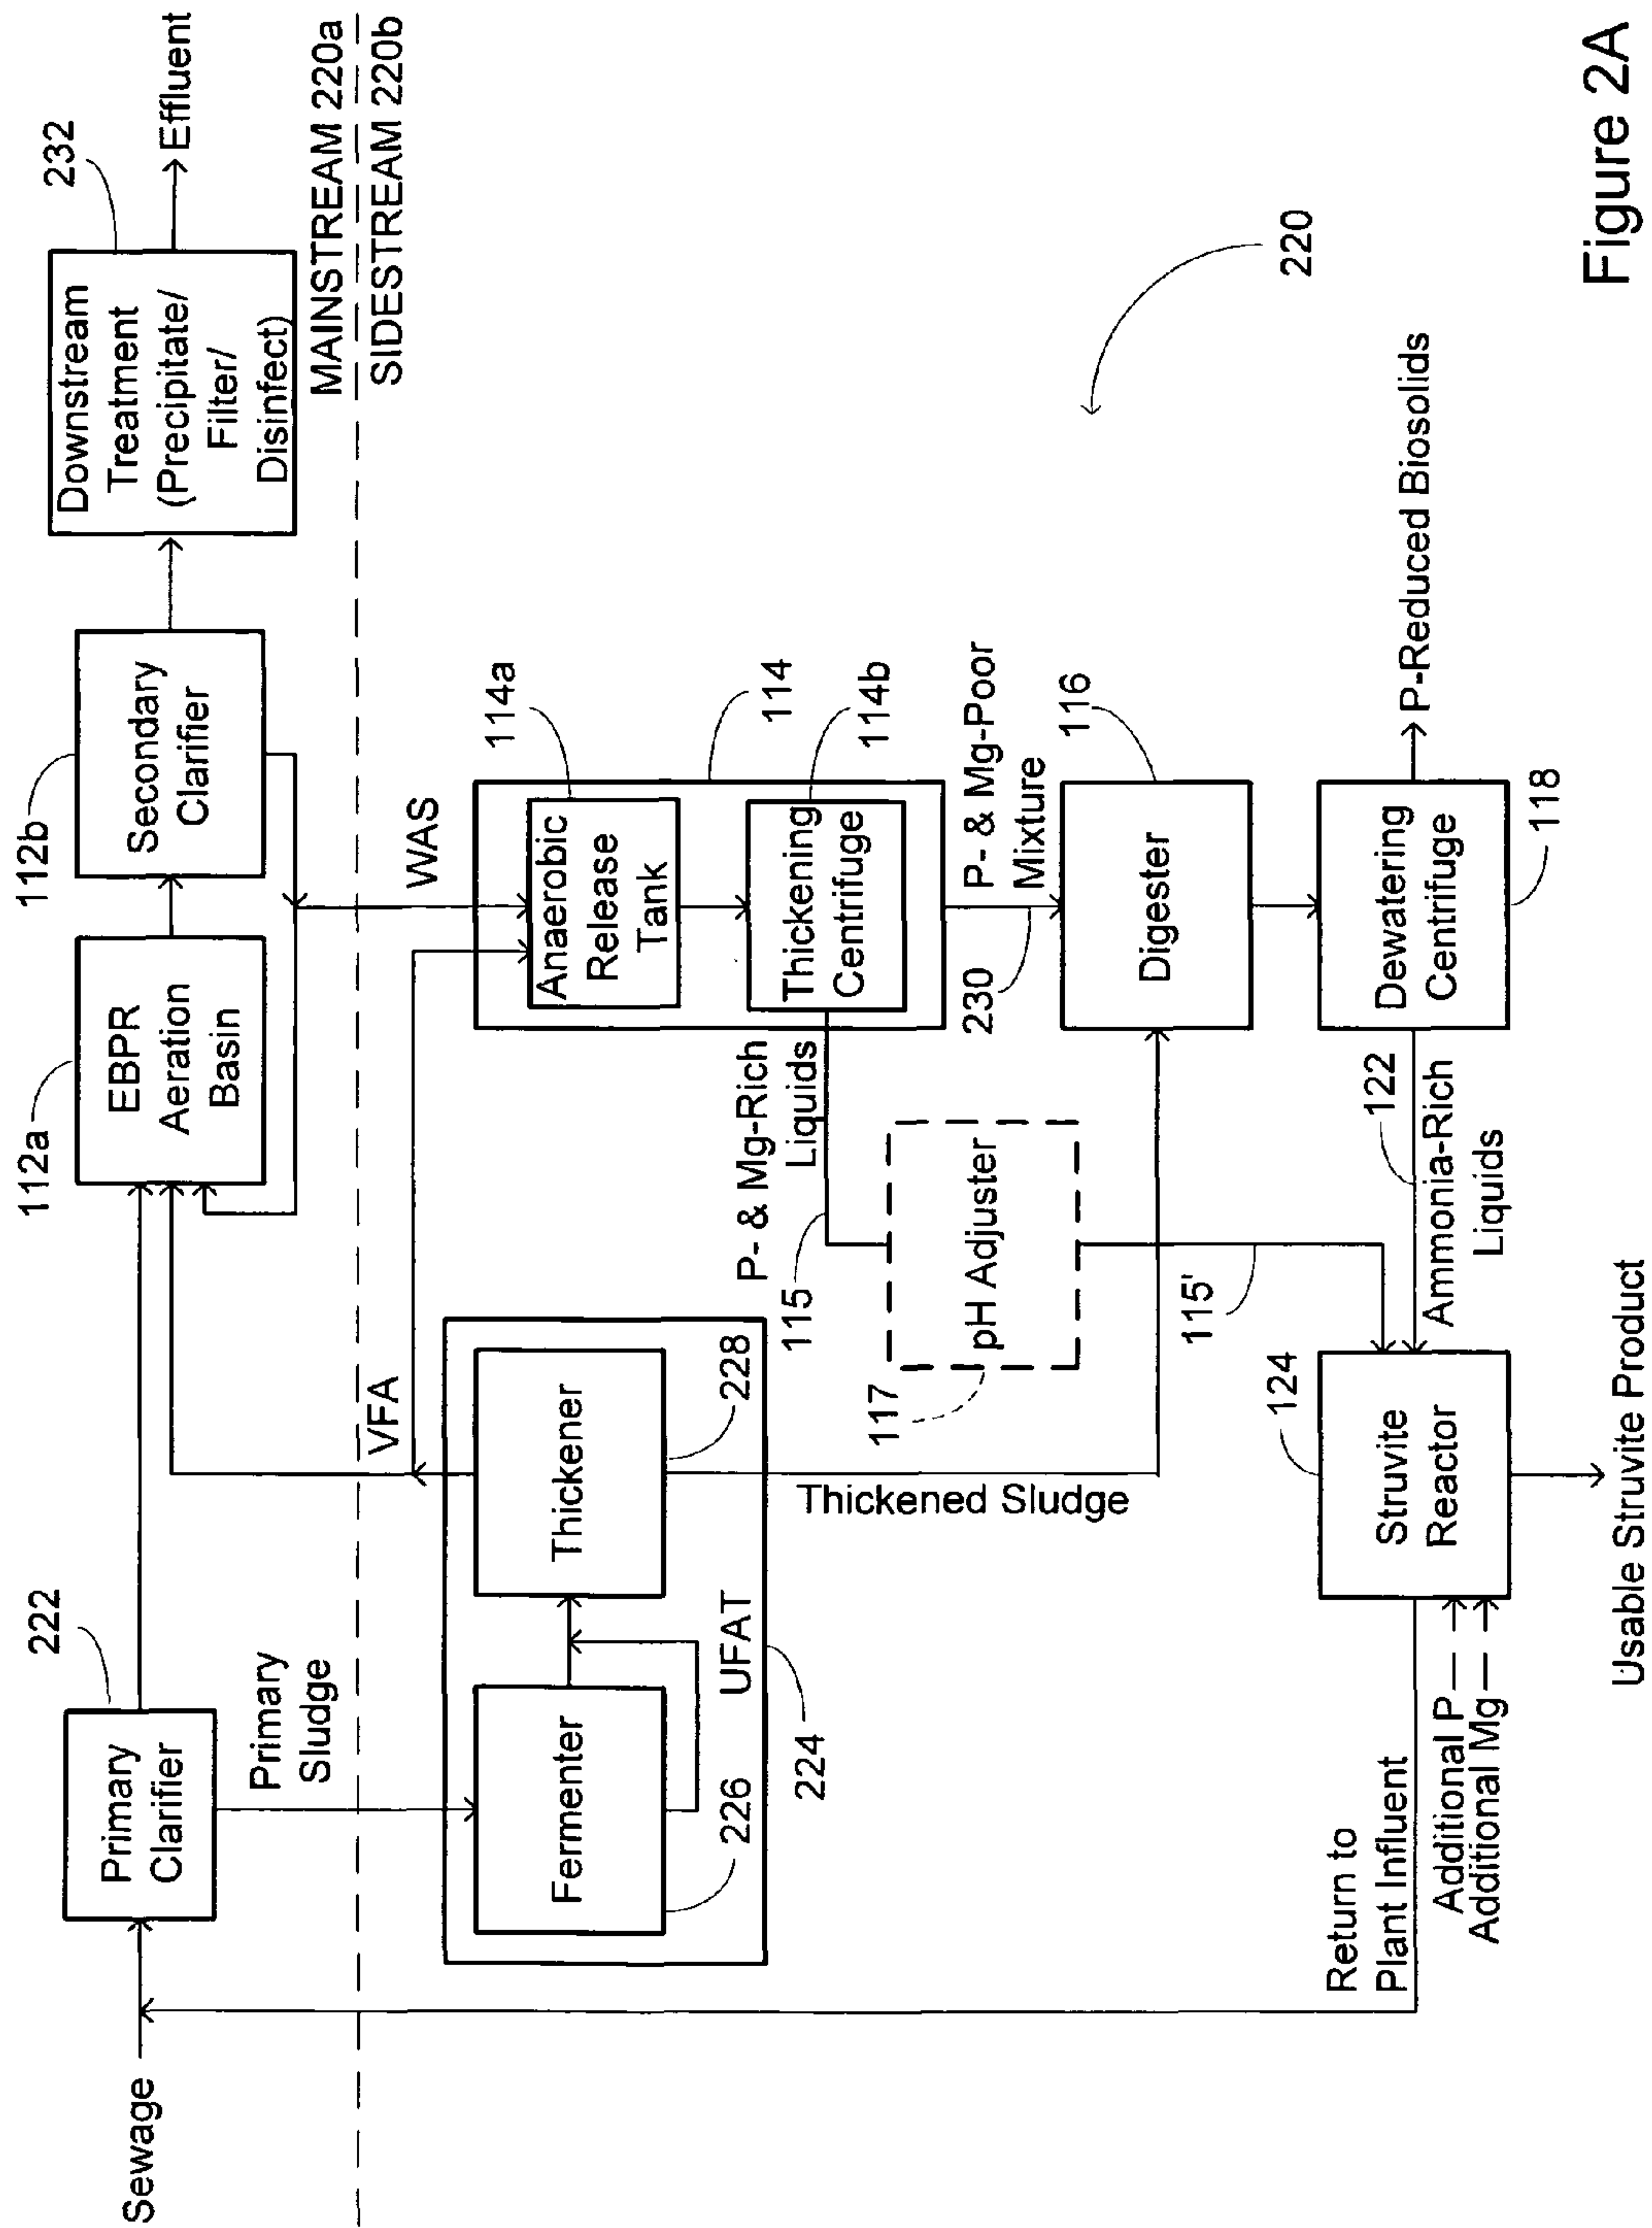 Sewage
222
Primary
Clarifier
112a
EBPR
Aeration
Basin
112b
Secondary
Clarifier
232
Downstream
Treatment
(Precipitate/
Filter/
Disinfect)
Effluent
MAINSTREAM 220a
SIDESTREAM 220b
Primary
Sludge
VFA
WAS
Fermenter
226
Thickener
228
UFAT
224
Thickened Sludge
114a
Anaerobic
Release
Tank
114
Thickening
Centrifuge
114b
P- & Mg-Rich
Liquids
115
pH Adjuster
117
115'
230
P- & Mg-Poor
Mixture
116
Digester
Dewatering
Centrifuge
118
P-Reduced Biosolids
122
Ammonia-Rich
Liquids
124
Struvite
Reactor
Return to
Plant Influent
Additional P
Additional Mg
Usable Struvite Product
220
Figure 2A